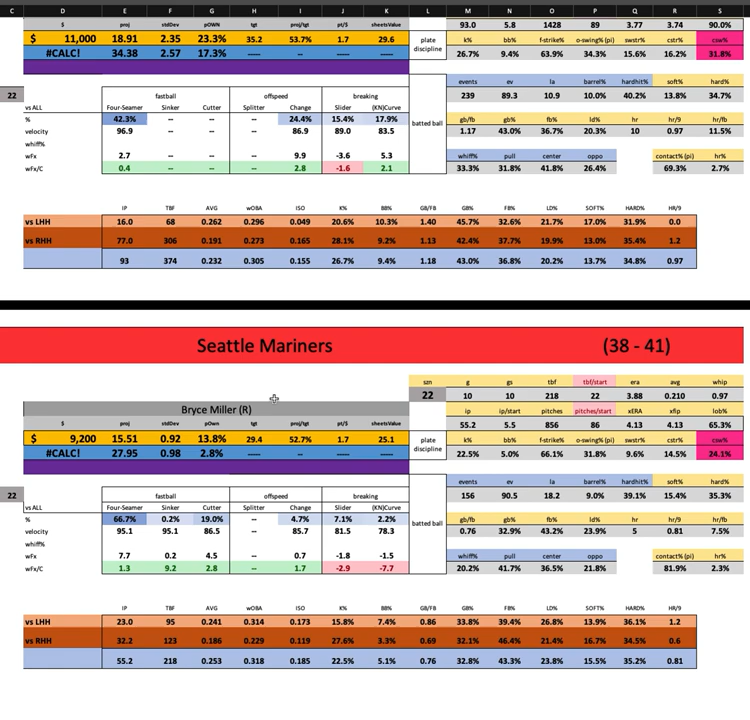 C D E F G H I J K L M N O P Q R S
$ proj stdDev pOWN tgt proj/tgt pt/$ sheetsValue 93.0 5.8 1428 89 3.77 3.74 90.0%
$ 11,000 18.91 2.35 23.3% 35.2 53.7% 1.7 29.6 plate discipline k% bb% f-strike% o-swing% (pi) swstr% cstr% csw%
#CALC! 34.38 2.57 17.3% ---- -- ---- 26.7% 9.4% 63.9% 34.3% 15.6% 16.2% 31.8%
events ev la barrel% hardhit% soft% hard%
22 fastball offspeed breaking 239 89.3 10.9 10.0% 40.2% 13.8% 34.7%
vs ALL Four-Seamer Sinker Cutter Splitter Change Slider (KN)Curve
% 42.3% -- -- -- 24.4% 15.4% 17.9% batted ball gb/fb gb% fb% ld% hr hr/9 hr/fb
velocity 96.9 -- -- -- 86.9 89.0 83.5 1.17 43.0% 36.7% 20.3% 10 0.97 11.5%
whiff%
wFx 2.7 -- -- -- 9.9 -3.6 5.3 whiff% pull center oppo contact% (pi) hr%
wFx/C 0.4 -- -- -- 2.8 -1.6 2.1 33.3% 31.8% 41.8% 26.4% 69.3% 2.7%
IP TBF AVG wOBA ISO K% BB% GB/FB GB% FB% LD% SOFT% HARD% HR/9
vs LHH 16.0 68 0.262 0.296 0.049 20.6% 10.3% 1.40 45.7% 32.6% 21.7% 17.0% 31.9% 0.0
vs RHH 77.0 306 0.191 0.273 0.165 28.1% 9.2% 1.13 42.4% 37.7% 19.9% 13.0% 35.4% 1.2
93 374 0.232 0.305 0.155 26.7% 9.4% 1.18 43.0% 36.8% 20.2% 13.7% 34.8% 0.97
Seattle Mariners (38 - 41)
szn g gs tbf tbf/start era avg whip
22 10 10 218 22 3.88 0.210 0.97
Bryce Miller (R) ip ip/start pitches pitches/start xERA xfip lob%
$ proj stdDev pOwn tgt proj/tgt pt/$ sheetsValue 55.2 5.5 856 86 4.13 4.13 65.3%
$ 9,200 15.51 0.92 13.8% 29.4 52.7% 1.7 25.1 plate discipline k% bb% f-strike% o-swing% (pi) swstr% cstr% csw%
#CALC! 27.95 0.98 2.8% ---- -- ---- 22.5% 5.0% 66.1% 31.8% 9.6% 14.5% 24.1%
events ev la barrel% hardhit% soft% hard%
22 fastball offspeed breaking 156 90.5 18.2 9.0% 39.1% 15.4% 35.3%
vs ALL Four-Seamer Sinker Cutter Splitter Change Slider (KN)Curve
% 66.7% 0.2% 19.0% -- 4.7% 7.1% 2.2% batted ball gb/fb gb% fb% ld% hr hr/9 hr/fb
velocity 95.1 95.1 86.5 -- 85.7 81.5 78.3 0.76 32.9% 43.2% 23.9% 5 0.81 7.5%
whiff%
wFx 7.7 0.2 4.5 -- 0.7 -1.8 -1.5 whiff% pull center oppo contact% (pi) hr%
wFx/C 1.3 9.2 2.8 -- 1.7 -2.9 -7.7 20.2% 41.7% 36.5% 21.8% 81.9% 2.3%
IP TBF AVG wOBA ISO K% BB% GB/FB GB% FB% LD% SOFT% HARD% HR/9
vs LHH 23.0 95 0.241 0.314 0.173 15.8% 7.4% 0.86 33.8% 39.4% 26.8% 13.9% 36.1% 1.2
vs RHH 32.2 123 0.186 0.229 0.119 27.6% 3.3% 0.69 32.1% 46.4% 21.4% 16.7% 34.5% 0.6
55.2 218 0.253 0.318 0.185 22.5% 5.1% 0.76 32.8% 43.3% 23.8% 15.5% 35.2% 0.81